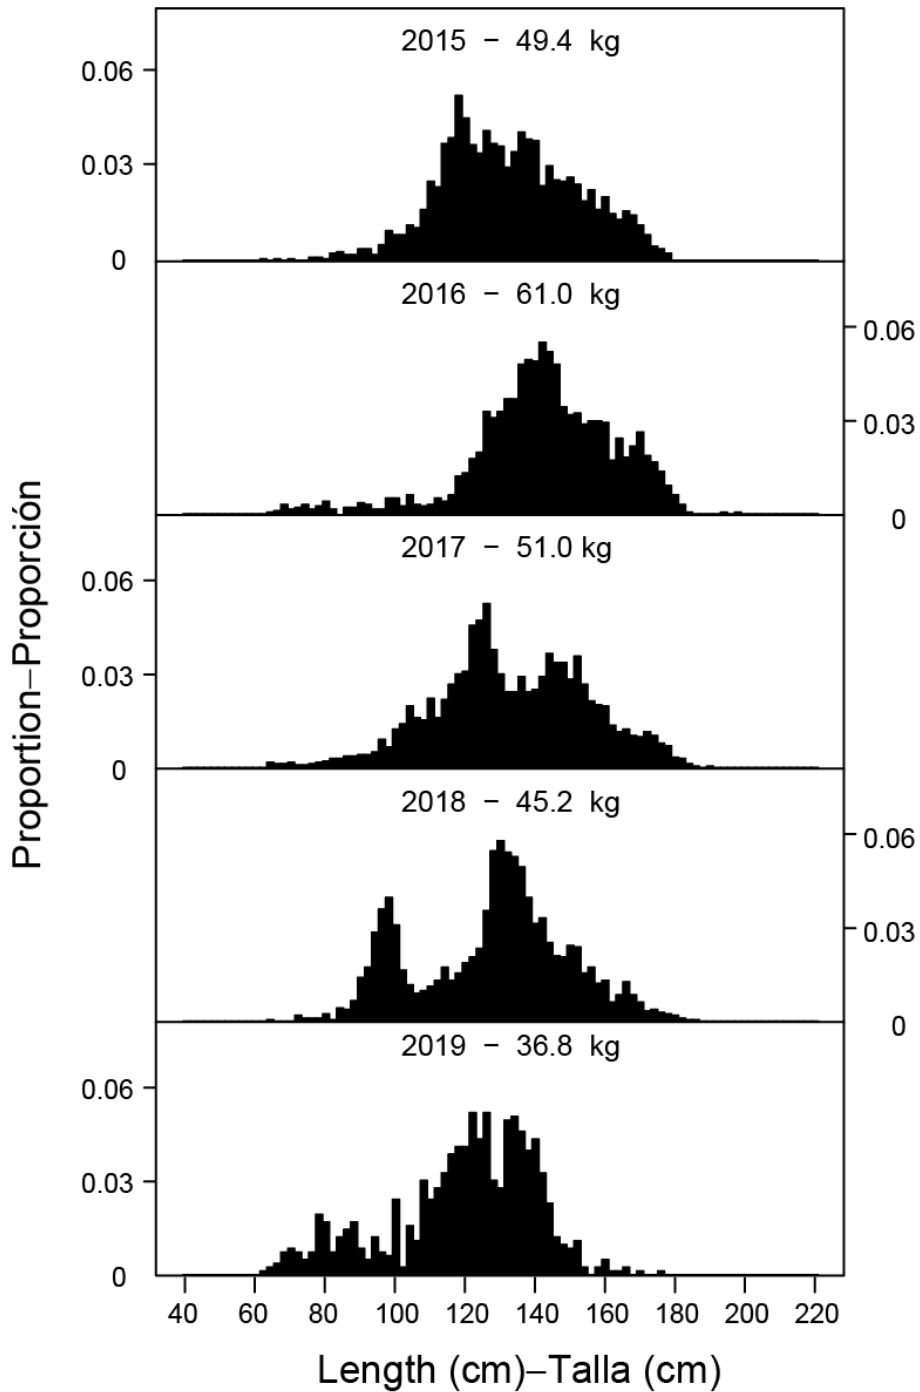 2015 − 49.4 kg
0.06
0.03
0
2016 − 61.0 kg
0.06
0.03
0
2017 − 51.0 kg
0.06
0.03
0
2018 − 45.2 kg
0.06
0.03
0
2019 − 36.8 kg
0.06
0.03
0
40 60 80 100 120 140 160 180 200 220
Length (cm)−Talla (cm)
Proportion−Proporción